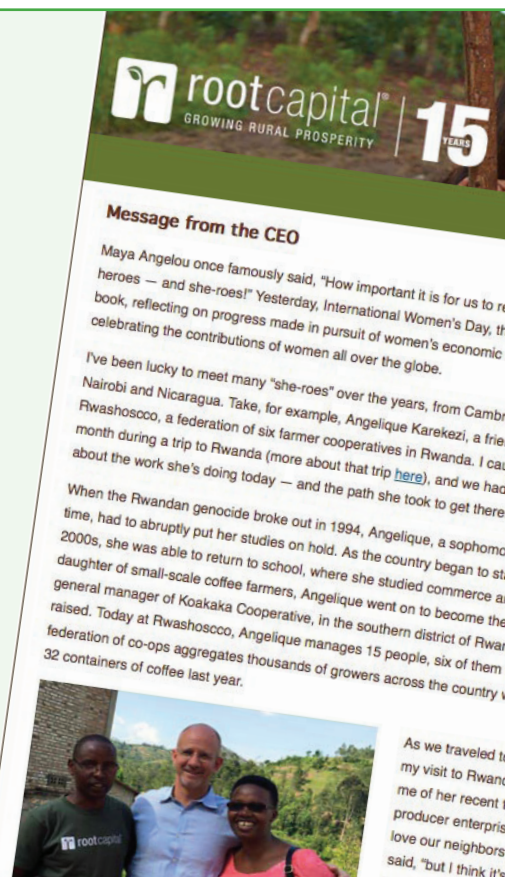 rootcapital®
GROWING RURAL PROSPERITY
15
YEARS
Message from the CEO
Maya Angelou once famously said, "How important it is for us to
heroes — and she-roes!" Yesterday, International Women's Day,
book, reflecting on progress made in pursuit of women's economic
celebrating the contributions of women all over the globe.
I've been lucky to meet many "she-roes" over the years, from
Nairobi and Nicaragua. Take, for example, Angelique Karekezi, a
Rwashoscco, a federation of six farmer cooperatives in Rwanda. I
month during a trip to Rwanda (more about that trip here), and we had
about the work she's doing today — and the path she took to get there
When the Rwandan genocide broke out in 1994, Angelique, a
time, had to abruptly put her studies on hold. As the country began to
2000s, she was able to return to school, where she studied commerce
daughter of small-scale coffee farmers, Angelique went on to become the
general manager of Koakaka Cooperative, in the southern district of
raised. Today at Rwashoscco, Angelique manages 15 people, six of them
federation of co-ops aggregates thousands of growers across the country
32 containers of coffee last year.
rootcapital
As we traveled
my visit to
me of her recent
producer
love our neighbors
said, "but I think it's